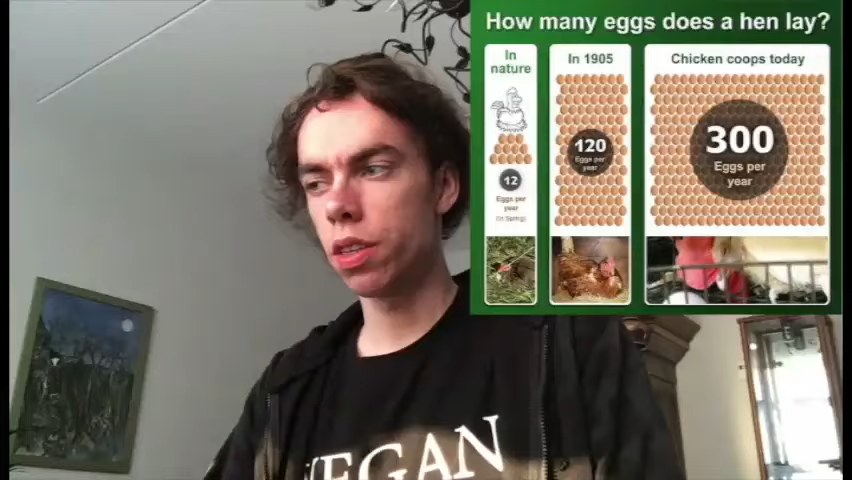 How many eggs does a hen lay?
In
nature
12
Eggs per
year
(in Spring)
In 1905
120
Eggs per
year
Chicken coops today
300
Eggs per
year
VEGAN